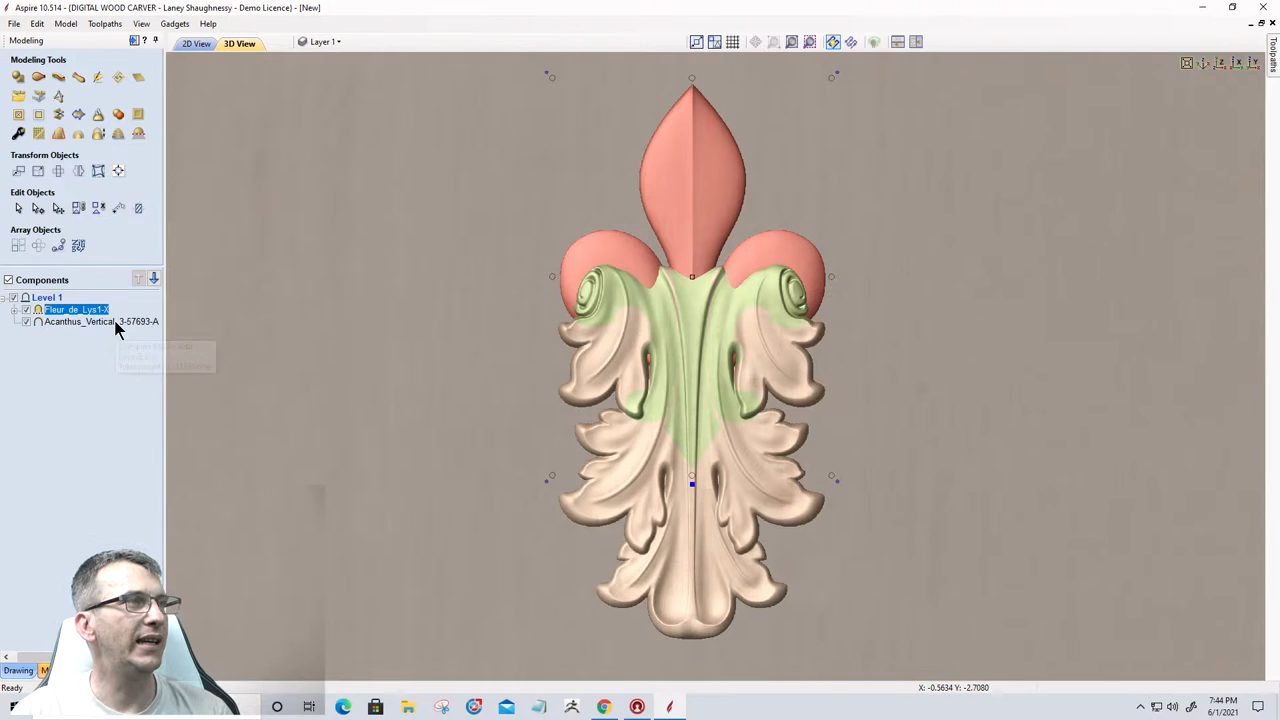 Aspire 10.514 - {DIGITAL WOOD CARVER - Laney Shaughnessy - Demo Licence} - [New]
File Edit Model Toolpaths View Gadgets Help
Modeling
2D View 3D View Layer 1
Toolpaths
Modeling Tools
Transform Objects
Edit Objects
Array Objects
Components
Level 1
Fleur_de_Lys1-X
Acanthus_Vertical_3-57693-A
Drawing
Ready
X: -0.5634 Y: -2.7080
7:44 PM
6/1/2021